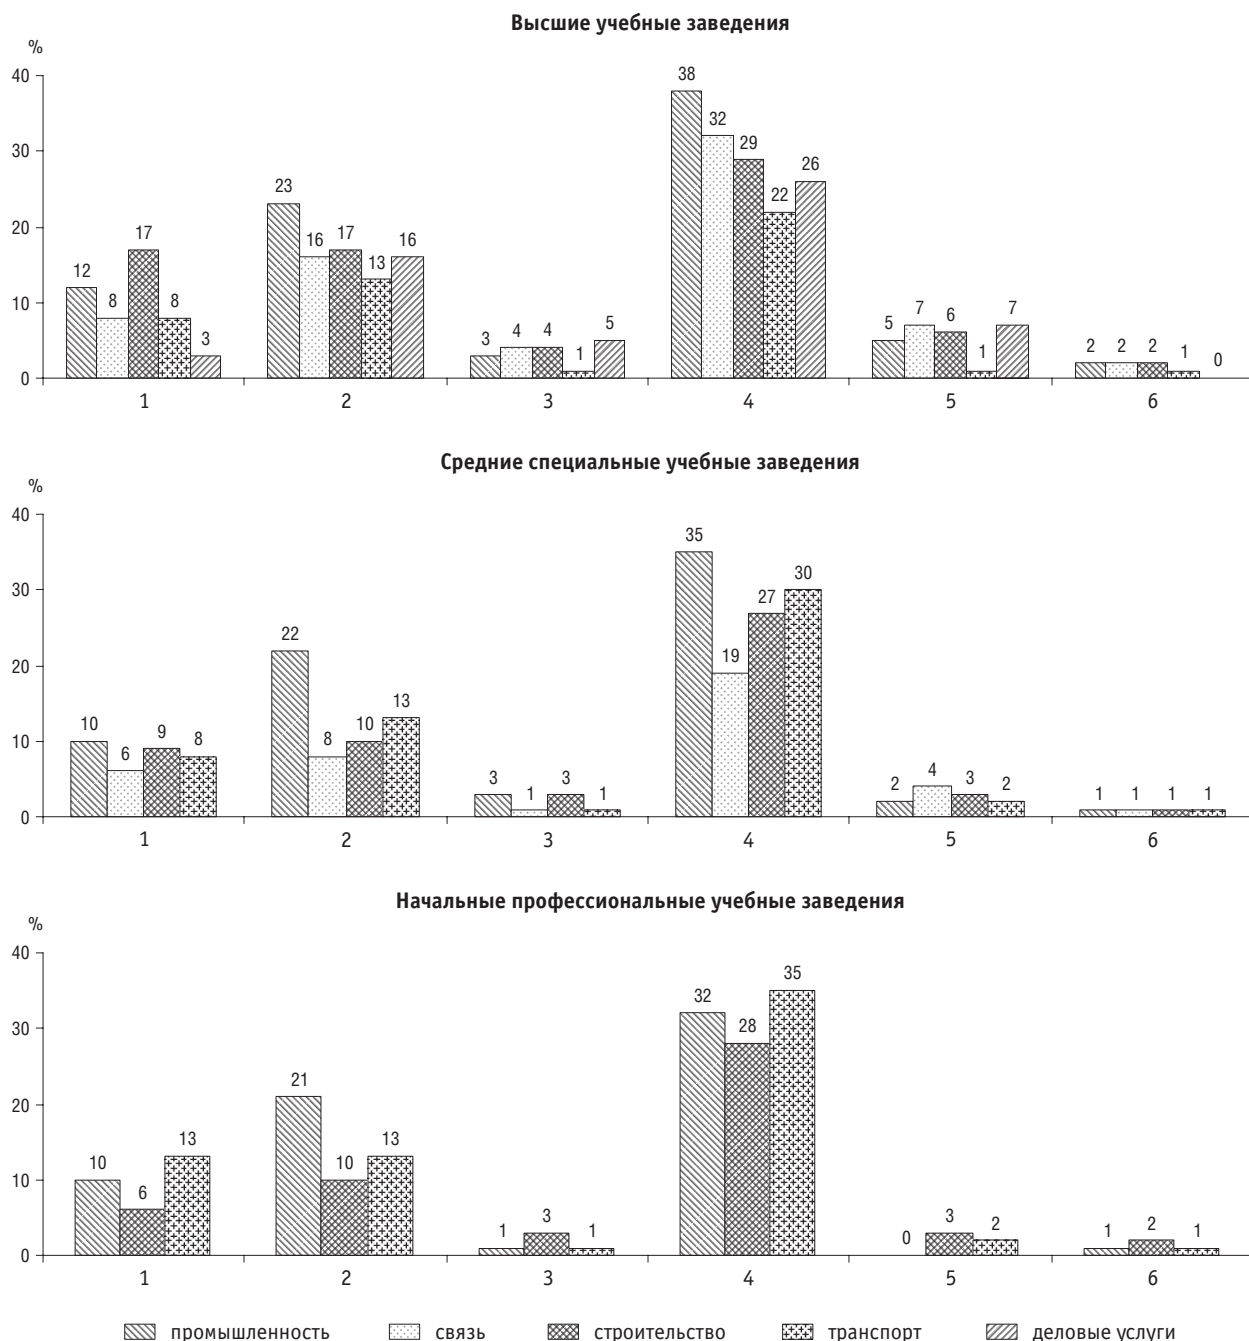 Высшие учебные заведения
%
40
30
20
10
0
12 8 17 8 3
23 16 17 13 16
3 4 4 1 5
38 32 29 22 26
5 7 6 1 7
2 2 2 1 0
1 2 3 4 5 6
Средние специальные учебные заведения
%
40
30
20
10
0
10 6 9 8
22 8 10 13
3 1 3 1
35 19 27 30
2 4 3 2
1 1 1 1
1 2 3 4 5 6
Начальные профессиональные учебные заведения
%
40
30
20
10
0
10 6 13
21 10 13
1 3 1
32 28 35
0 3 2
1 2 1
1 2 3 4 5 6
промышленность связь строительство транспорт деловые услуги